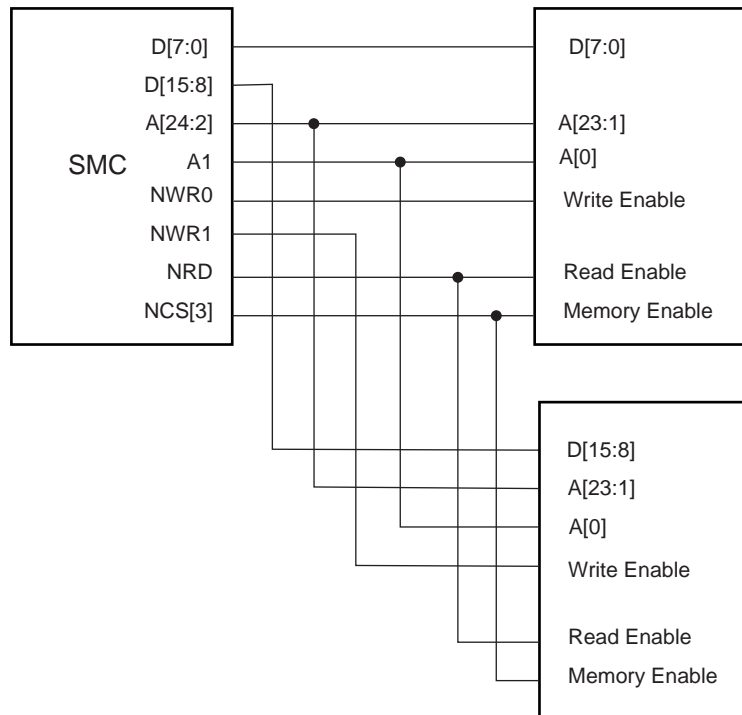 D[7:0]
D[15:8]
A[24:2]
SMC
A1
NWR0
NWR1
NRD
NCS[3]
D[7:0]
A[23:1]
A[0]
Write Enable
Read Enable
Memory Enable
D[15:8]
A[23:1]
A[0]
Write Enable
Read Enable
Memory Enable